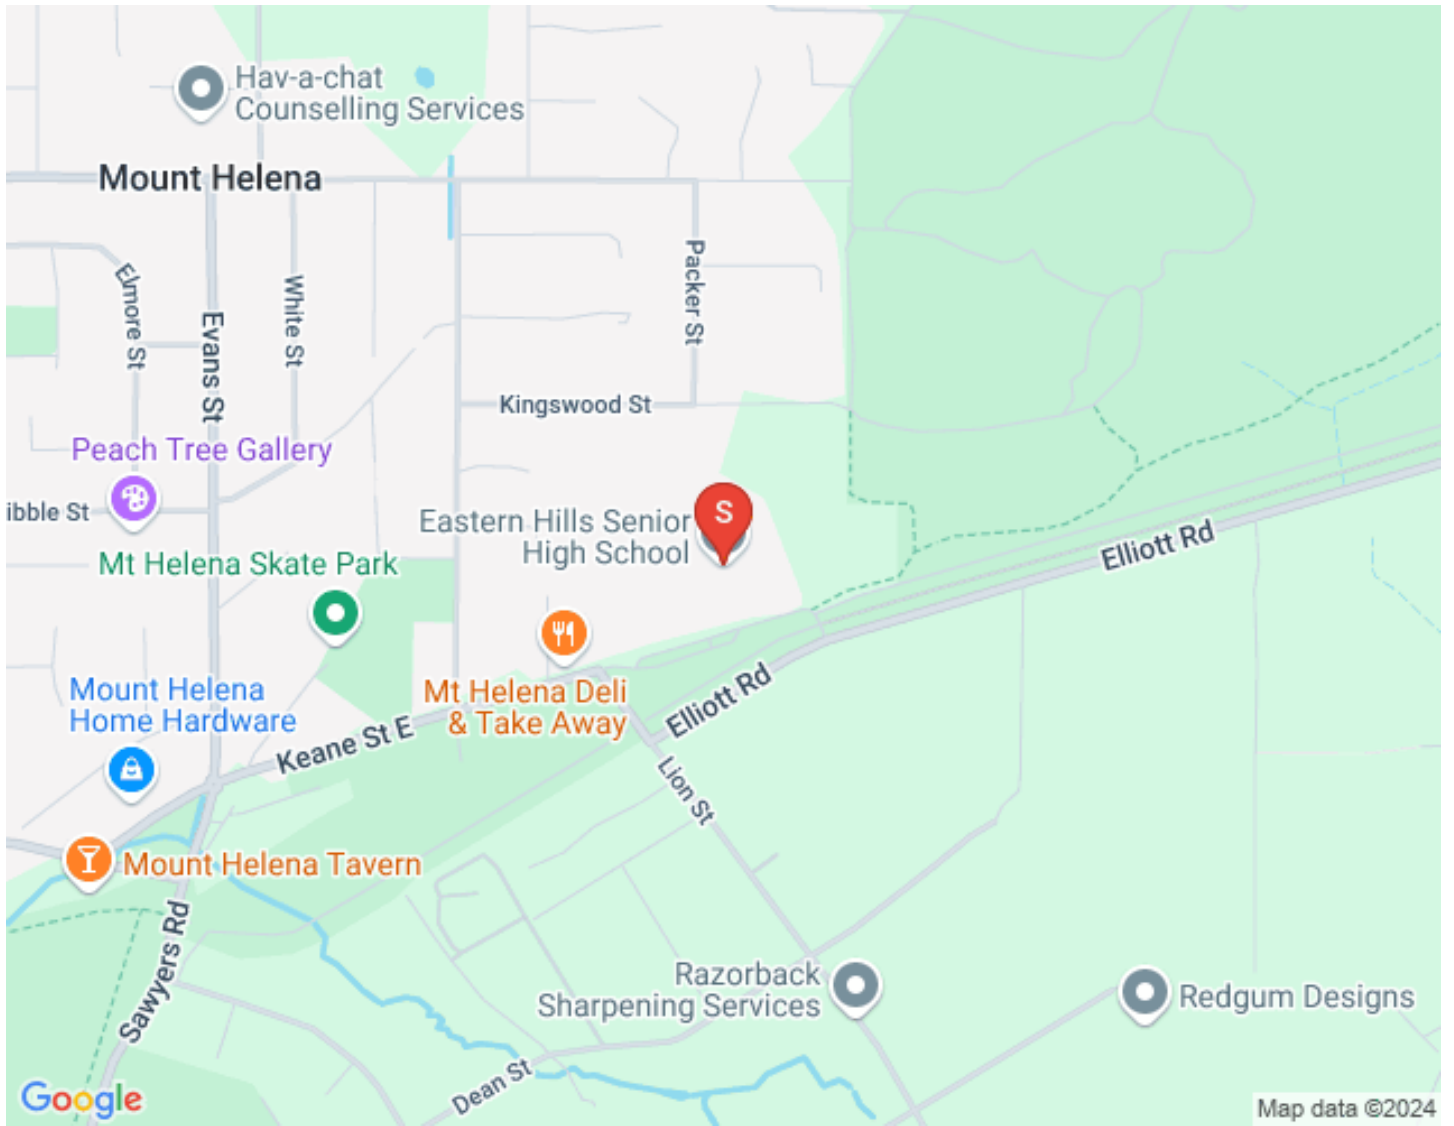 Hav-a-chat
Counselling Services
Mount Helena
Elmore St
White St
Evans St
Packer St
Kingswood St
Peach Tree Gallery
ibble St
Eastern Hills Senior
High School
S
Mt Helena Skate Park
Elliott Rd
Mount Helena
Home Hardware
Mt Helena Deli
& Take Away
Elliott Rd
Keane St E
Lion St
Mount Helena Tavern
Sawyers Rd
Razorback
Sharpening Services
Redgum Designs
Dean St
Google
Map data ©2024